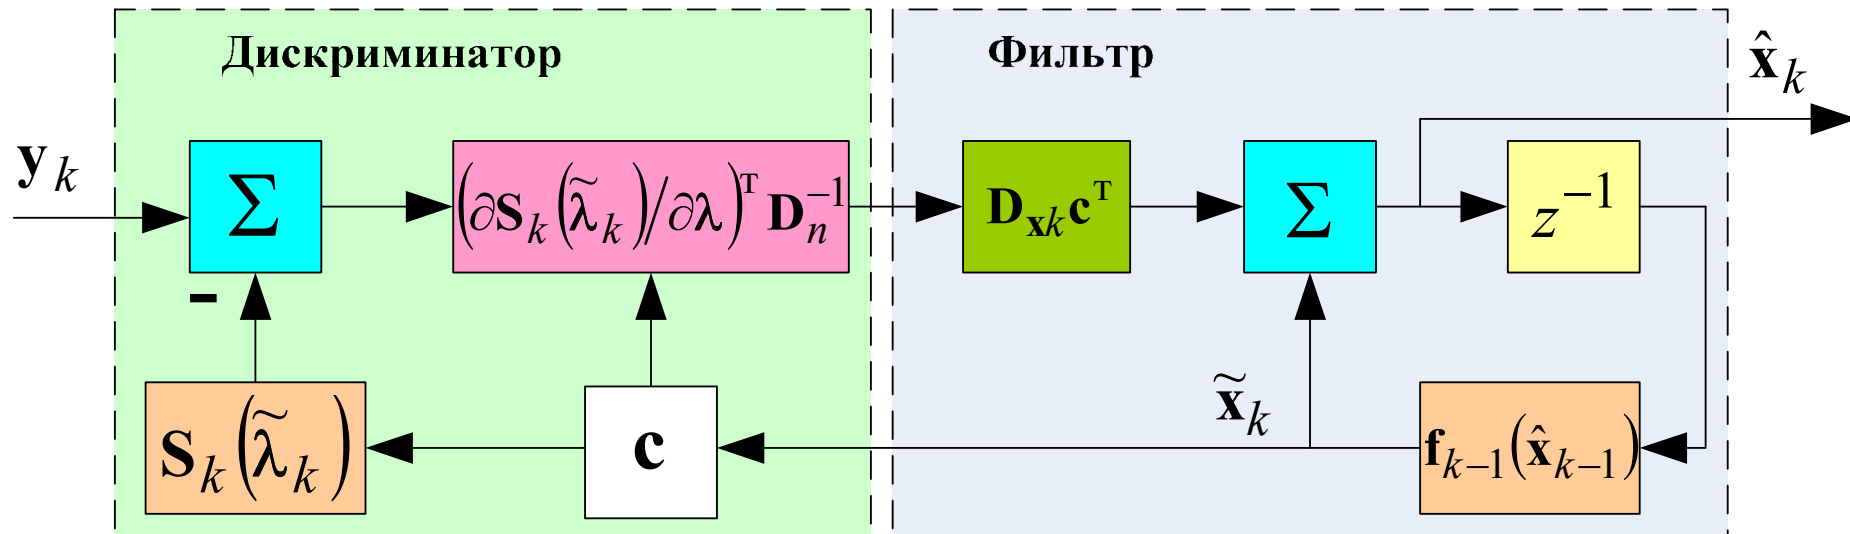 Дискриминатор
Фильтр
x̂ₖ
yₖ
Σ
(∂Sₖ(λ̃ₖ)/∂λ)ᵀ Dₙ⁻¹
Dₓₖcᵀ
Σ
z⁻¹
-
x̃ₖ
Sₖ(λ̃ₖ)
c
fₖ₋₁(x̂ₖ₋₁)